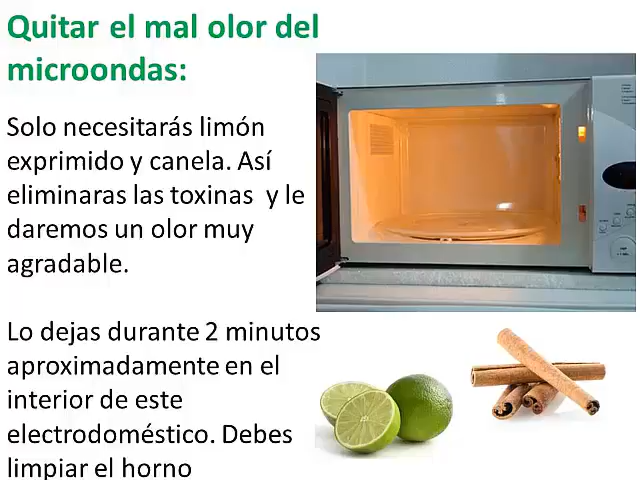 Quitar el mal olor del
microondas:
Solo necesitarás limón
exprimido y canela. Así
eliminaras las toxinas  y le
daremos un olor muy
agradable.
Lo dejas durante 2 minutos
aproximadamente en el
interior de este
electrodoméstico. Debes
limpiar el horno